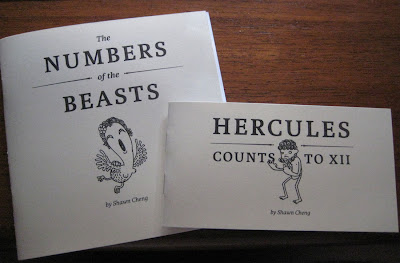 The
NUMBERS
of the
BEASTS
by Shawn Cheng
HERCULES
COUNTS TO XII
by Shawn Cheng